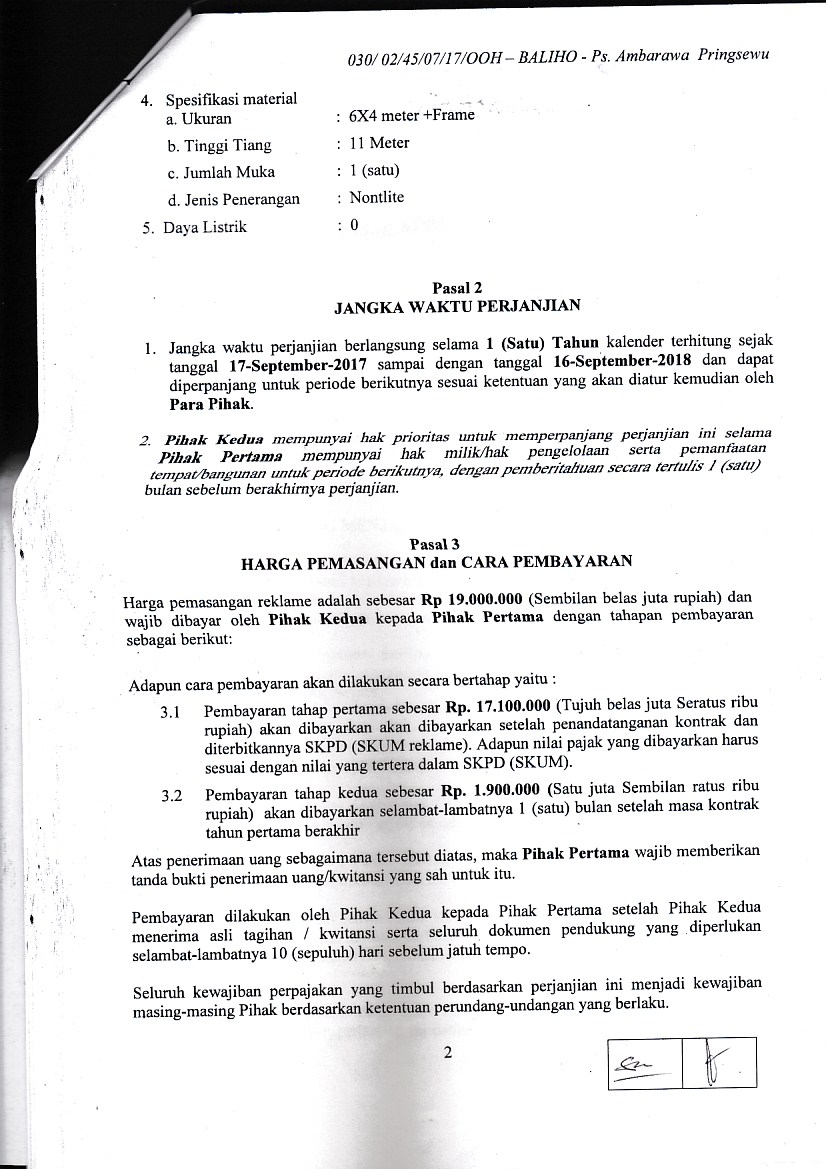 030/ 02/45/07/17/OOH – BALIHO - Ps. Ambarawa Pringsewu
4. Spesifikasi material
a. Ukuran : 6X4 meter +Frame
b. Tinggi Tiang : 11 Meter
c. Jumlah Muka : 1 (satu)
d. Jenis Penerangan : Nontlite
5. Daya Listrik : 0
Pasal 2
JANGKA WAKTU PERJANJIAN
1. Jangka waktu perjanjian berlangsung selama 1 (Satu) Tahun kalender terhitung sejak
tanggal 17-September-2017 sampai dengan tanggal 16-September-2018 dan dapat
diperpanjang untuk periode berikutnya sesuai ketentuan yang akan diatur kemudian oleh
Para Pihak.
2. Pihak Kedua mempunyai hak prioritas untuk memperpanjang perjanjian ini selama
Pihak Pertama mempunyai hak milik/hak pengelolaan serta pemanfaatan
tempat/bangunan untuk periode berikutnya, dengan pemberitahuan secara tertulis 1 (satu)
bulan sebelum berakhirnya perjanjian.
Pasal 3
HARGA PEMASANGAN dan CARA PEMBAYARAN
Harga pemasangan reklame adalah sebesar Rp 19.000.000 (Sembilan belas juta rupiah) dan
wajib dibayar oleh Pihak Kedua kepada Pihak Pertama dengan tahapan pembayaran
sebagai berikut:
Adapun cara pembayaran akan dilakukan secara bertahap yaitu :
3.1 Pembayaran tahap pertama sebesar Rp. 17.100.000 (Tujuh belas juta Seratus ribu
rupiah) akan dibayarkan akan dibayarkan setelah penandatanganan kontrak dan
diterbitkannya SKPD (SKUM reklame). Adapun nilai pajak yang dibayarkan harus
sesuai dengan nilai yang tertera dalam SKPD (SKUM).
3.2 Pembayaran tahap kedua sebesar Rp. 1.900.000 (Satu juta Sembilan ratus ribu
rupiah) akan dibayarkan selambat-lambatnya 1 (satu) bulan setelah masa kontrak
tahun pertama berakhir
Atas penerimaan uang sebagaimana tersebut diatas, maka Pihak Pertama wajib memberikan
tanda bukti penerimaan uang/kwitansi yang sah untuk itu.
Pembayaran dilakukan oleh Pihak Kedua kepada Pihak Pertama setelah Pihak Kedua
menerima asli tagihan / kwitansi serta seluruh dokumen pendukung yang diperlukan
selambat-lambatnya 10 (sepuluh) hari sebelum jatuh tempo.
Seluruh kewajiban perpajakan yang timbul berdasarkan perjanjian ini menjadi kewajiban
masing-masing Pihak berdasarkan ketentuan perundang-undangan yang berlaku.
2